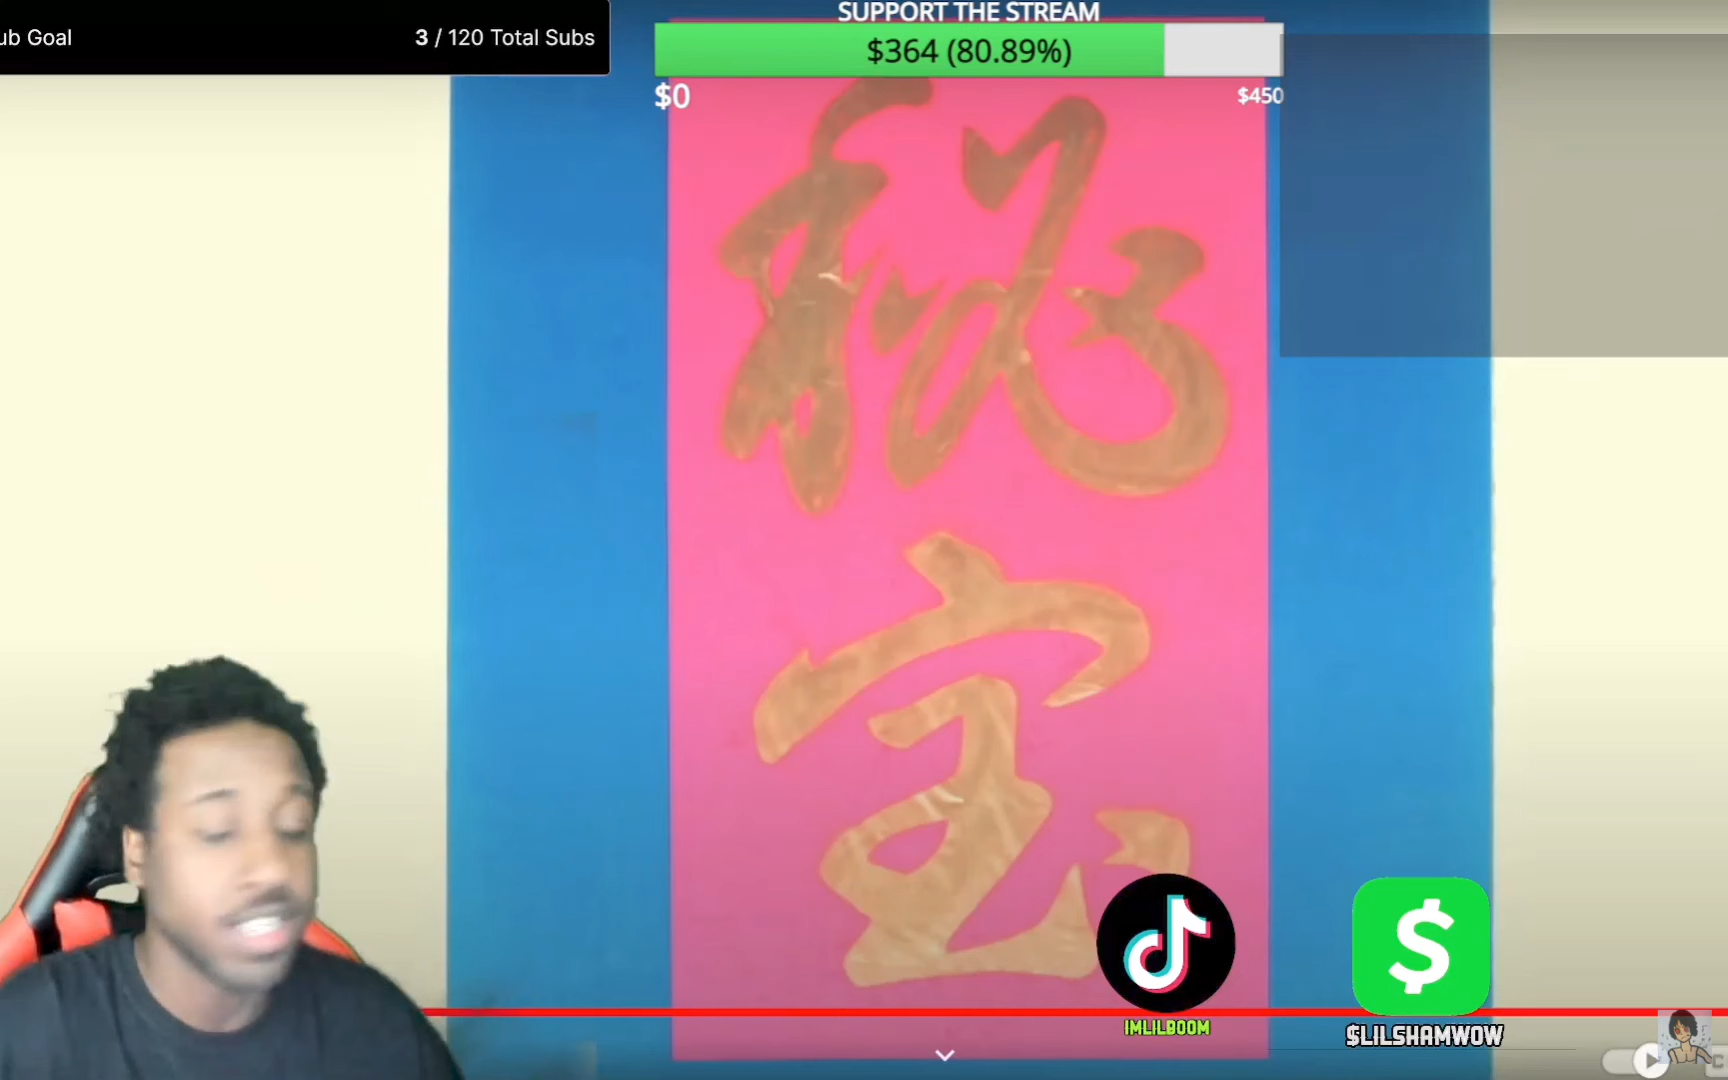 ub Goal
3 / 120 Total Subs
SUPPORT THE STREAM
$364 (80.89%)
$0
$450
秘
宝
IMLILBOOM
$LILSHAMWOW